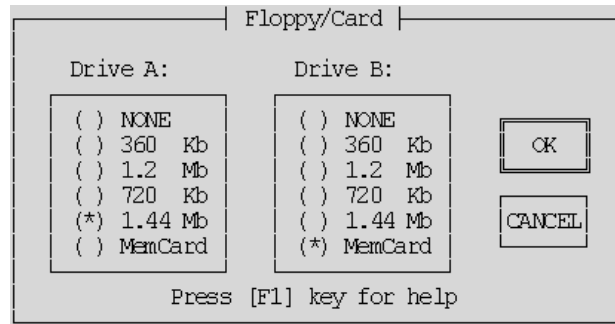 Floppy/Card
Drive A: Drive B:
( ) NONE ( ) NONE
( ) 360 Kb ( ) 360 Kb OK
( ) 1.2 Mb ( ) 1.2 Mb
( ) 720 Kb ( ) 720 Kb
(*) 1.44 Mb ( ) 1.44 Mb CANCEL
( ) MemCard (*) MemCard
Press [F1] key for help